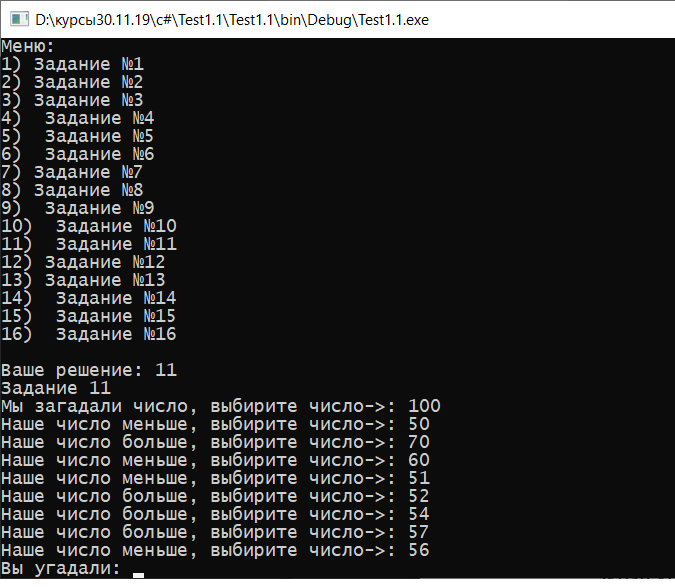 D:\курсы30.11.19\c#\Test1.1\Test1.1\bin\Debug\Test1.1.exe
Меню:
1) Задание №1
2) Задание №2
3) Задание №3
4)  Задание №4
5)  Задание №5
6)  Задание №6
7) Задание №7
8) Задание №8
9)  Задание №9
10)  Задание №10
11)  Задание №11
12) Задание №12
13) Задание №13
14)  Задание №14
15)  Задание №15
16)  Задание №16
Ваше решение: 11
Задание 11
Мы загадали число, выбирите число->: 100
Наше число меньше, выбирите число->: 50
Наше число больше, выбирите число->: 70
Наше число меньше, выбирите число->: 60
Наше число меньше, выбирите число->: 51
Наше число больше, выбирите число->: 52
Наше число больше, выбирите число->: 54
Наше число больше, выбирите число->: 57
Наше число меньше, выбирите число->: 56
Вы угадали: